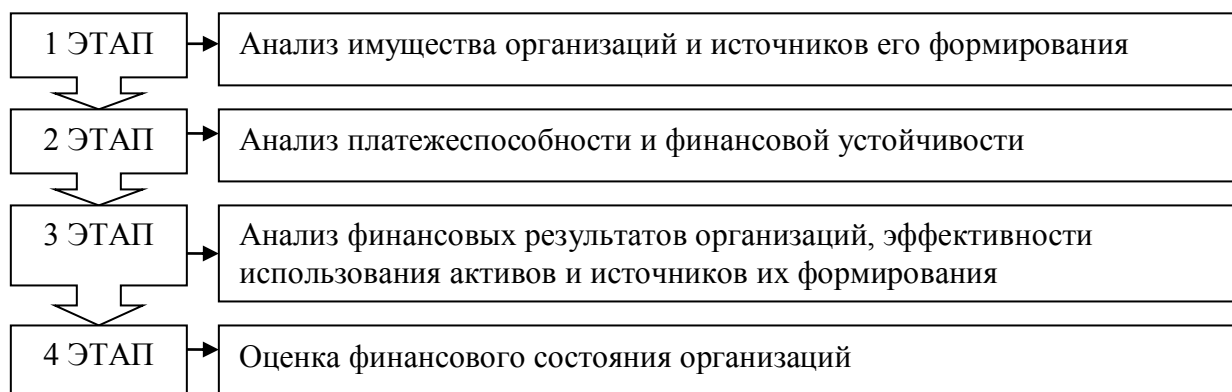 1 ЭТАП
Анализ имущества организаций и источников его формирования
2 ЭТАП
Анализ платежеспособности и финансовой устойчивости
3 ЭТАП
Анализ финансовых результатов организаций, эффективности
использования активов и источников их формирования
4 ЭТАП
Оценка финансового состояния организаций